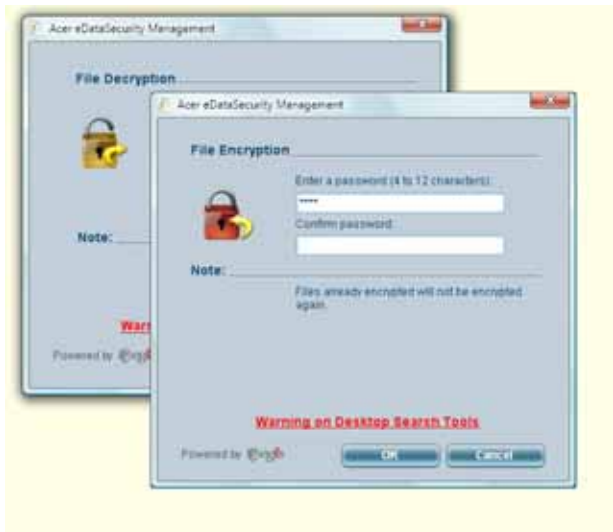 Acer eDataSecurity Management
File Decryption
Note:
Powered by
Acer eDataSecurity Management
File Encryption
Enter a password (4 to 12 characters):
****
Confirm password:
Note:
Files already encrypted will not be encrypted
again.
Warning on Desktop Search Tools
Powered by
OK
Cancel